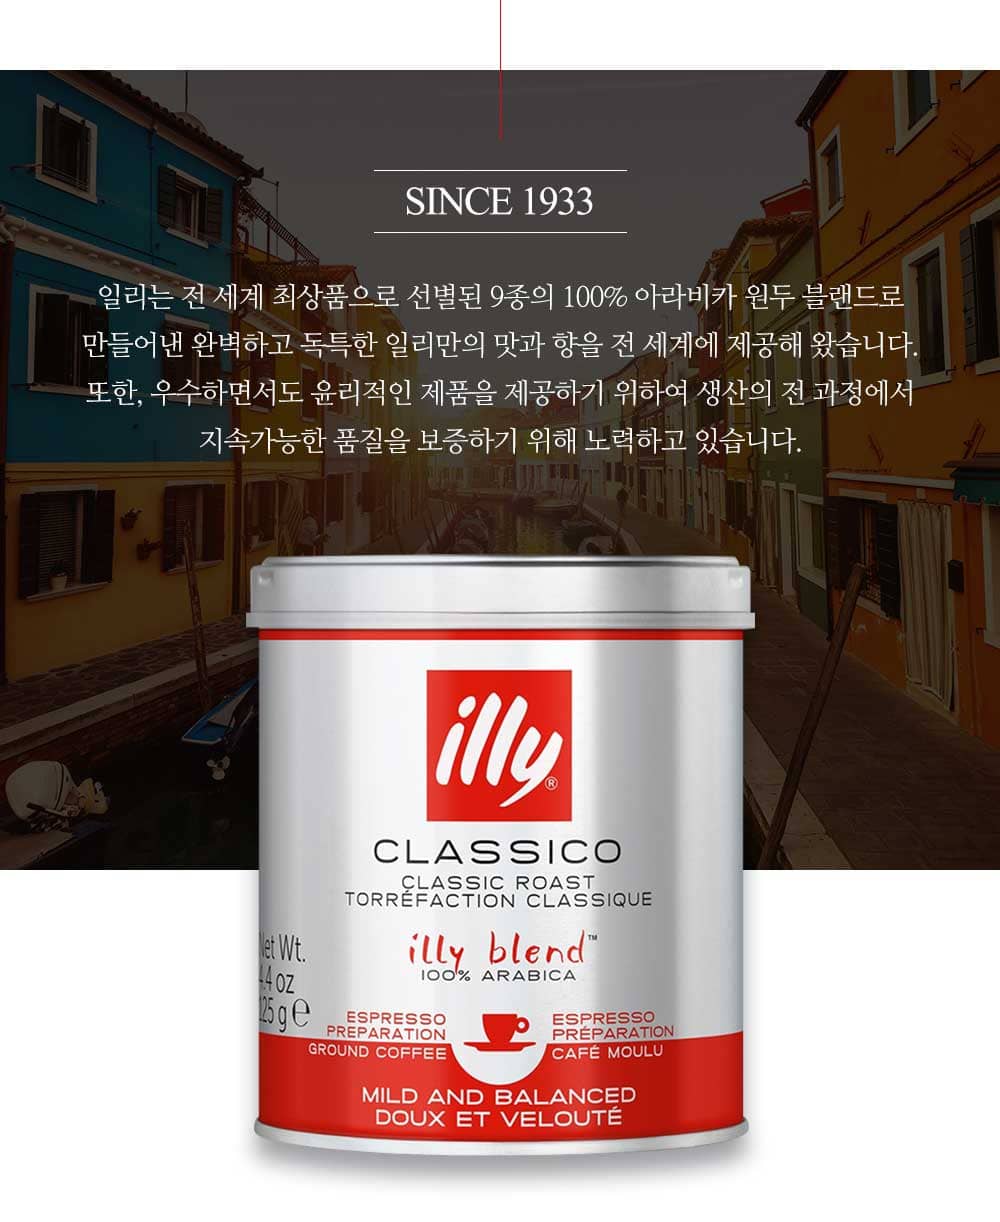 SINCE 1933
일리는 전 세계 최상품으로 선별된 9종의 100% 아라비카 원두 블랜드로
만들어낸 완벽하고 독특한 일리만의 맛과 향을 전 세계에 제공해 왔습니다.
또한, 우수하면서도 윤리적인 제품을 제공하기 위하여 생산의 전 과정에서
지속가능한 품질을 보증하기 위해 노력하고 있습니다.
illy®
CLASSICO
CLASSIC ROAST
TORRÉFACTION CLASSIQUE
illy blend™
100% ARABICA
Net Wt.
4.4 oz
125 g ℮
ESPRESSO
PREPARATION
GROUND COFFEE
ESPRESSO
PRÉPARATION
CAFÉ MOULU
MILD AND BALANCED
DOUX ET VELOUTÉ